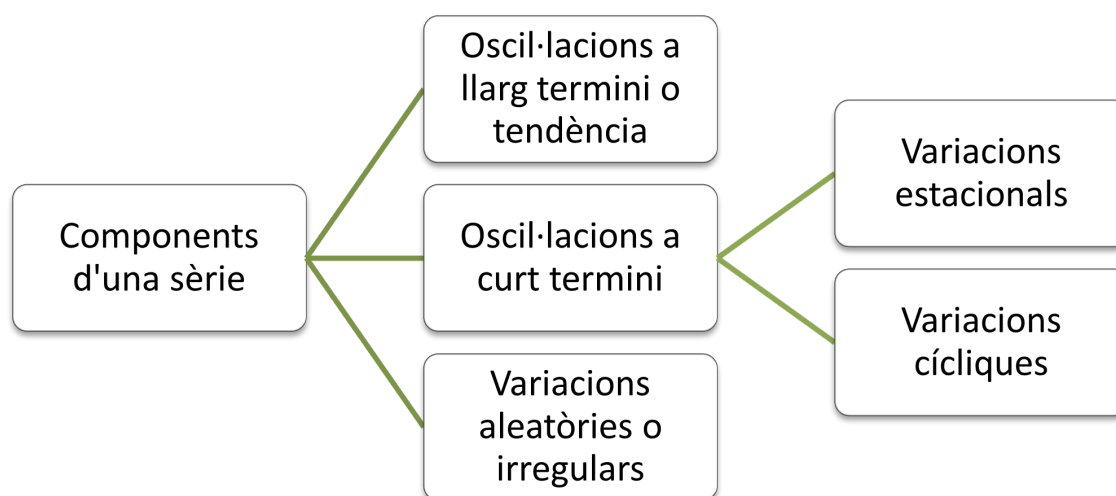 Components
d'una sèrie
Oscil·lacions a
llarg termini o
tendència
Oscil·lacions a
curt termini
Variacions
aleatòries o
irregulars
Variacions
estacionals
Variacions
cícliques